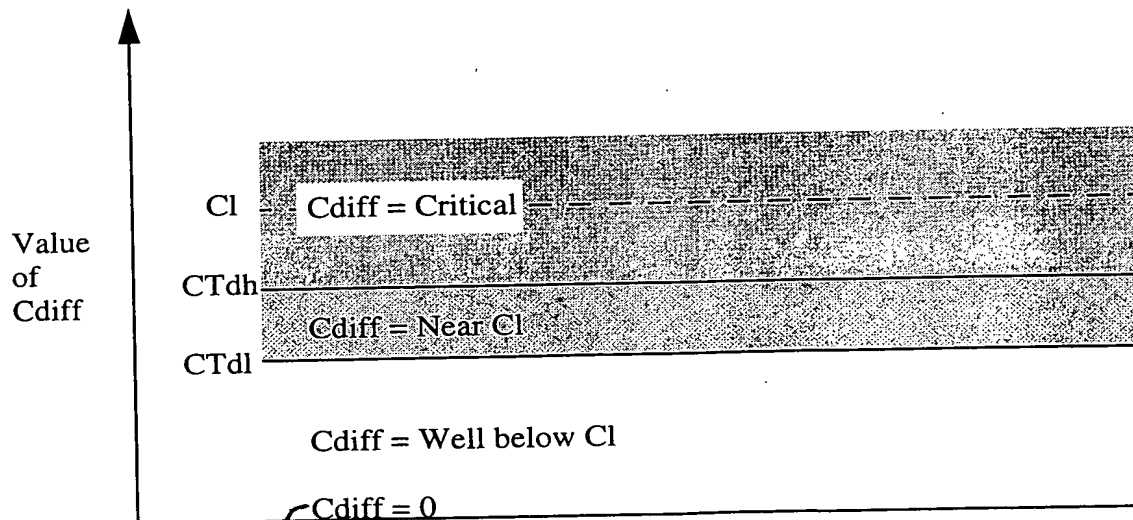 Cl
Cdiff = Critical
Value
of
Cdiff
CTdh
Cdiff = Near Cl
CTdl
Cdiff = Well below Cl
Cdiff = 0